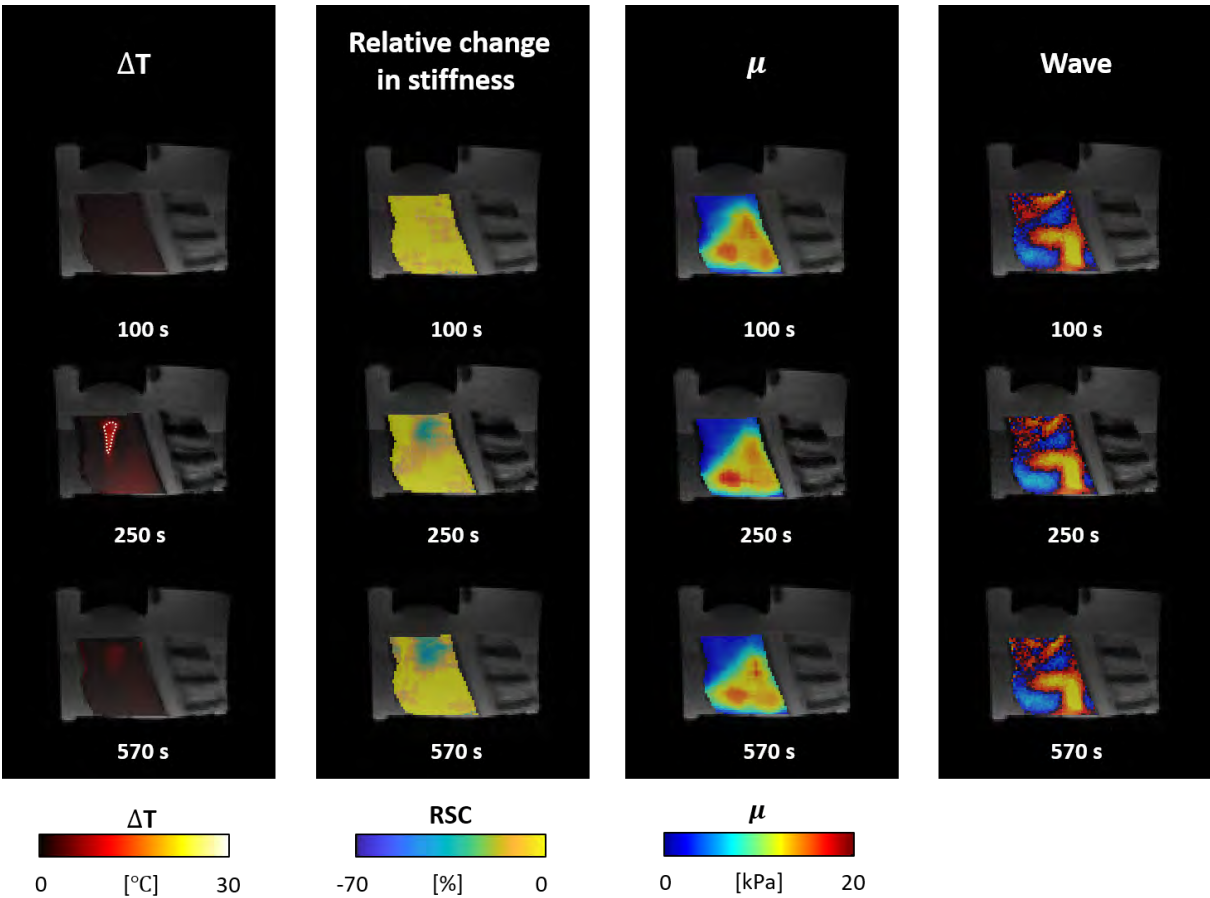 ΔT
Relative change
in stiffness
μ
Wave
100 s
100 s
100 s
100 s
250 s
250 s
250 s
250 s
570 s
570 s
570 s
570 s
ΔT
RSC
μ
0 [°C] 30
-70 [%] 0
0 [kPa] 20